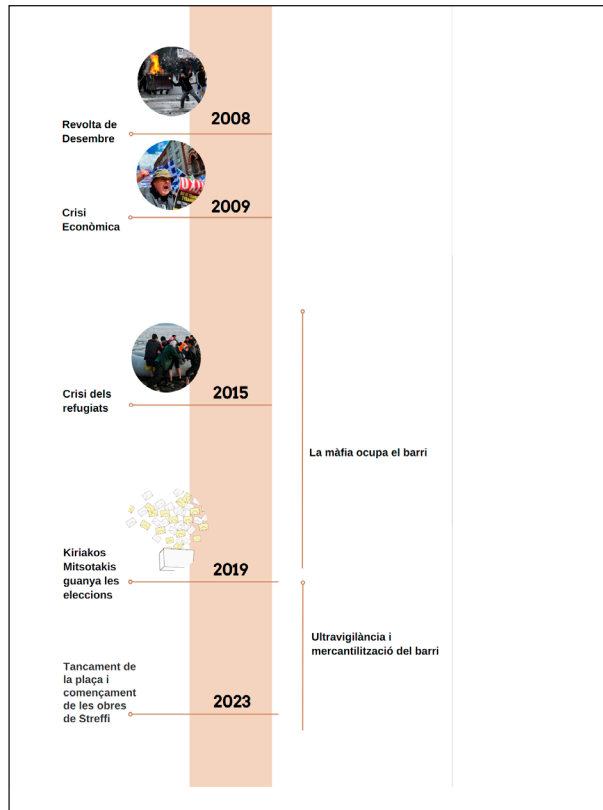 2008
Revolta de
Desembre
2009
Crisi
Econòmica
2015
Crisi dels
refugiats
La màfia ocupa el barri
2019
Kiriakos
Mitsotakis
guanya les
eleccions
Ultravigilància i
mercantilització del barri
Tancament de
la plaça i
començament
de les obres
de Streffi
2023